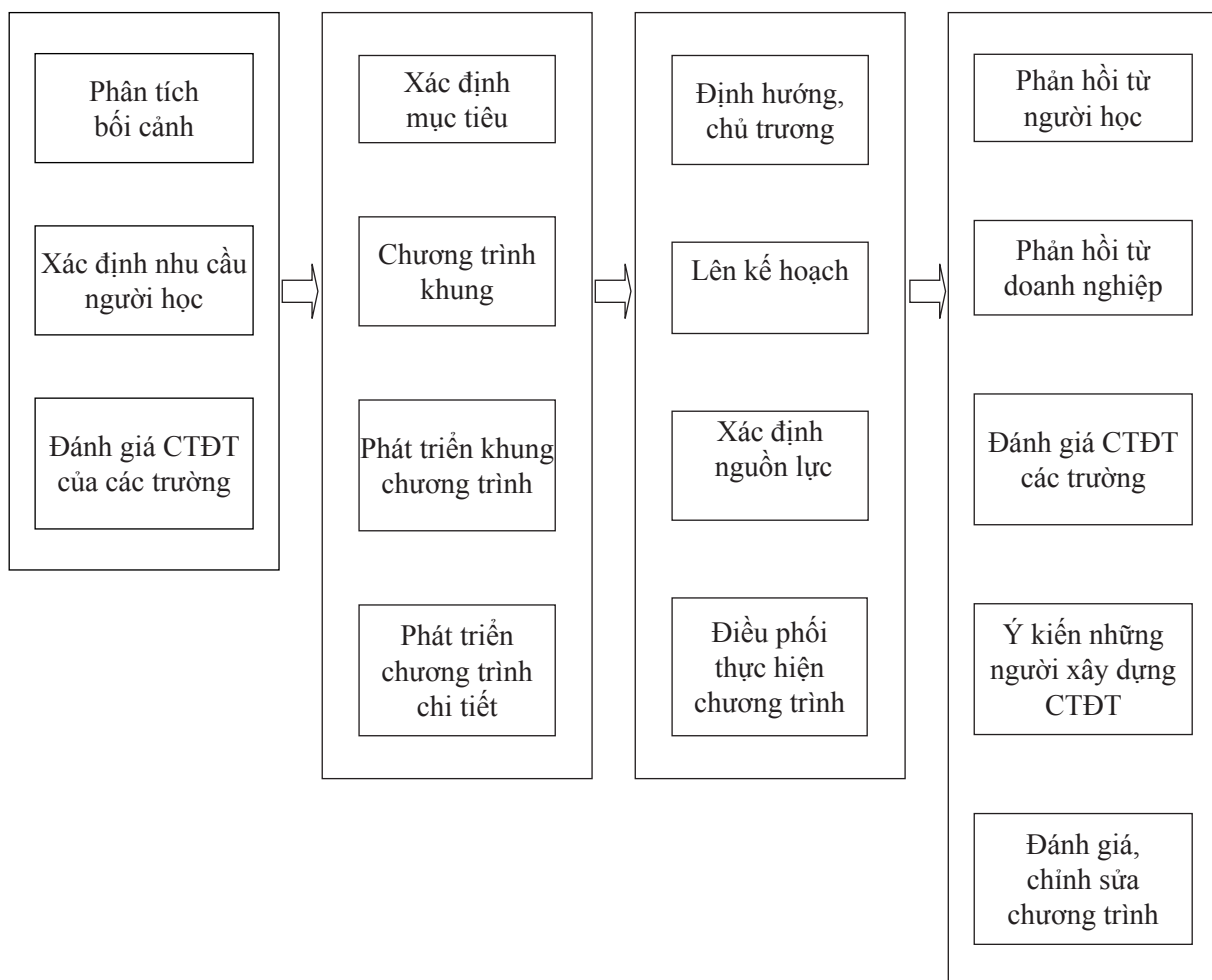 Phân tích
bối cảnh
Xác định nhu cầu
người học
Đánh giá CTĐT
của các trường
Xác định
mục tiêu
Chương trình
khung
Phát triển khung
chương trình
Phát triển
chương trình
chi tiết
Định hướng,
chủ trương
Lên kế hoạch
Xác định
nguồn lực
Điều phối
thực hiện
chương trình
Phản hồi từ
người học
Phản hồi từ
doanh nghiệp
Đánh giá CTĐT
các trường
Ý kiến những
người xây dựng
CTĐT
Đánh giá,
chỉnh sửa
chương trình